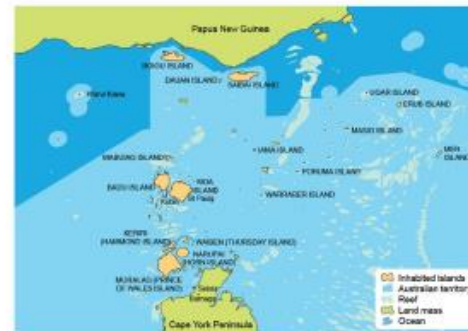 Papua New Guinea
BOIGU ISLAND
DAUAN ISLAND
SAIBAI ISLAND
UGAR ISLAND
ERUB ISLAND
MASIG ISLAND
MER
ISLAND
IAMA ISLAND
MABUIAG ISLAND
PORUMA ISLAND
MOA
ISLAND
St Pauls
BADU ISLAND
Kubin
WARRABER ISLAND
KERIRI
(HAMMOND ISLAND)
WAIBEN (THURSDAY ISLAND)
NARUPAI
(HORN ISLAND)
MURALAG (PRINCE
OF WALES ISLAND)
Seisia
Bamaga
Cape York Peninsula
Inhabited Islands
Australian territory
Reef
Land mass
Ocean